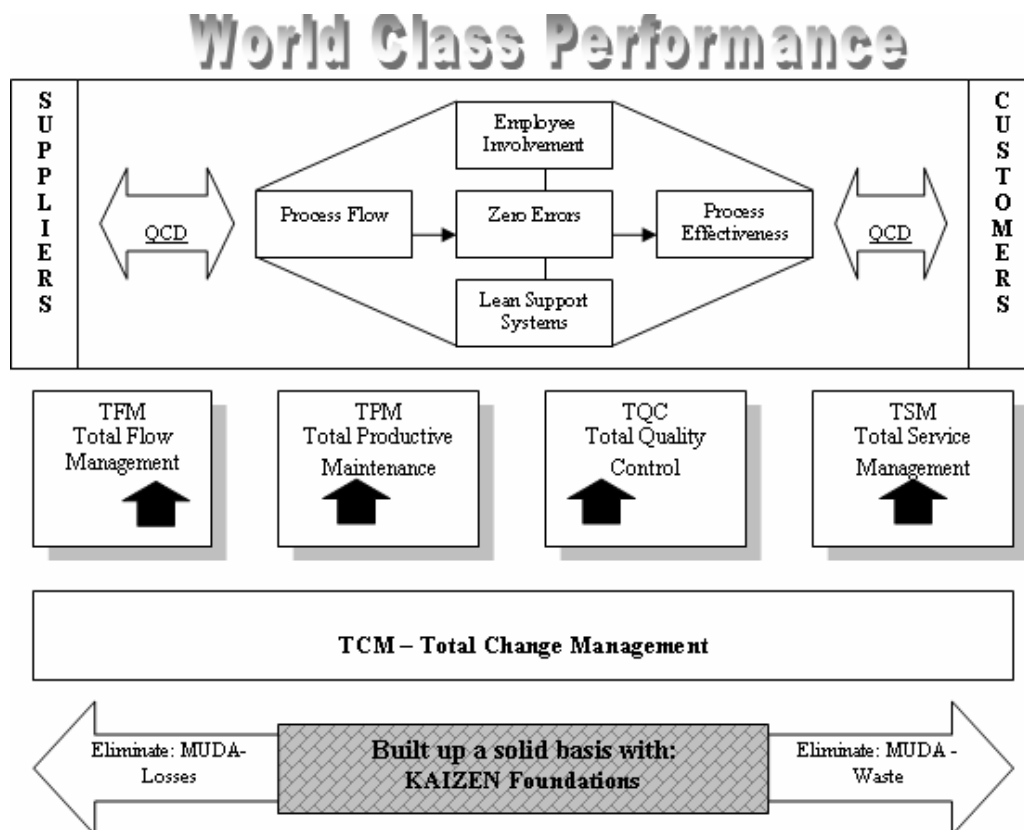 World Class Performance
SUPPLIERS
QCD
Employee
Involvement
Process Flow
Zero Errors
Process
Effectiveness
Lean Support
Systems
QCD
CUSTOMERS
TFM
Total Flow
Management
TPM
Total Productive
Maintenance
TQC
Total Quality
Control
TSM
Total Service
Management
TCM – Total Change Management
Eliminate: MUDA-
Losses
Built up a solid basis with:
KAIZEN Foundations
Eliminate: MUDA -
Waste